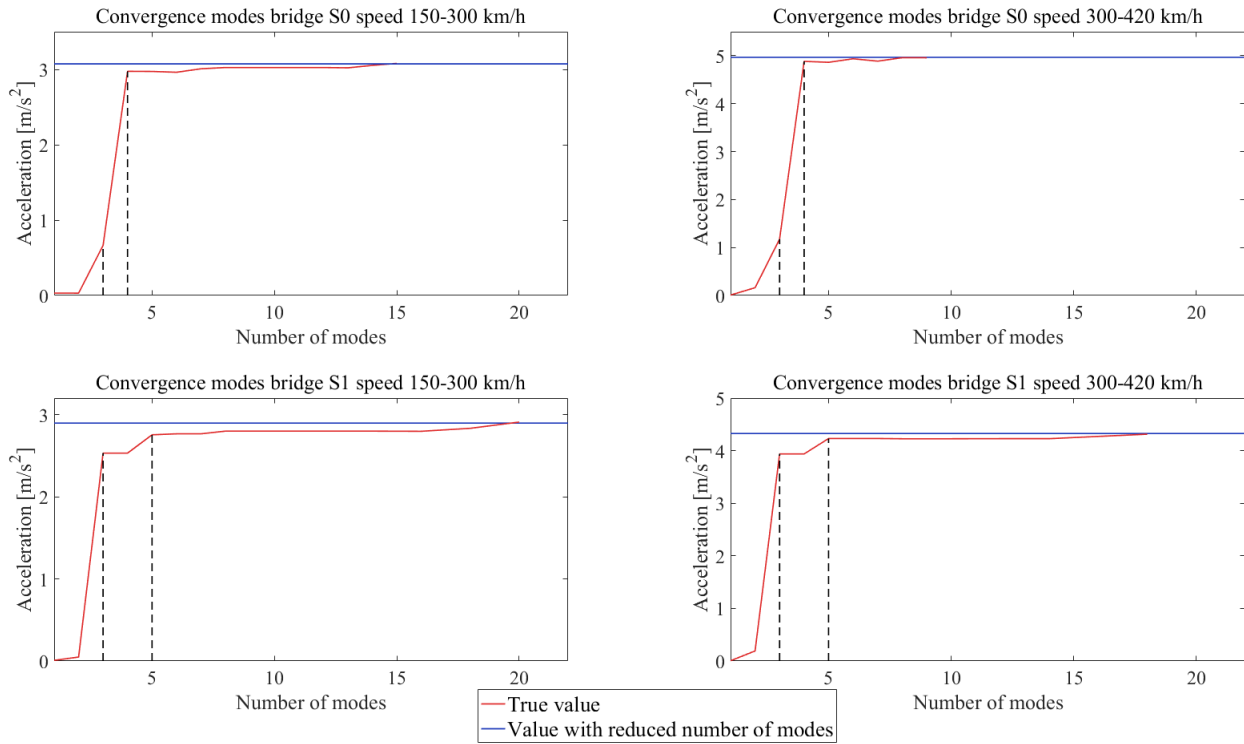 Convergence modes bridge S0 speed 150-300 km/h
Acceleration [m/s²]
3
2
1
0
5
10
15
20
Number of modes
Convergence modes bridge S0 speed 300-420 km/h
Acceleration [m/s²]
5
4
3
2
1
0
5
10
15
20
Number of modes
Convergence modes bridge S1 speed 150-300 km/h
Acceleration [m/s²]
3
2
1
0
5
10
15
20
Number of modes
Convergence modes bridge S1 speed 300-420 km/h
Acceleration [m/s²]
5
4
3
2
1
0
5
10
15
20
Number of modes
True value
Value with reduced number of modes